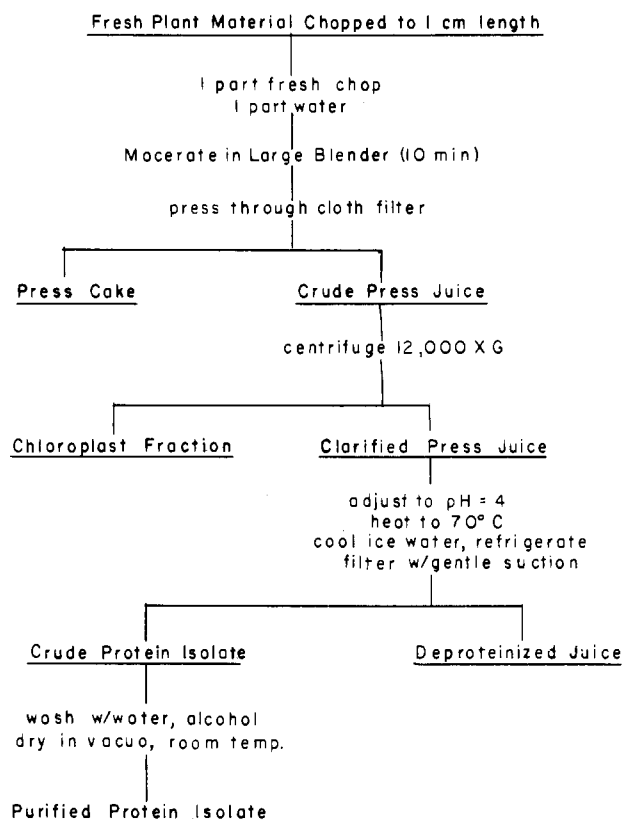 Fresh Plant Material Chopped to 1 cm length
1 part fresh chop
1 part water
Macerate in Large Blender (10 min)
press through cloth filter
Press Cake
Crude Press Juice
centrifuge 12,000 X G
Chloroplast Fraction
Clarified Press Juice
adjust to pH = 4
heat to 70° C
cool ice water, refrigerate
filter w/gentle suction
Crude Protein Isolate
Deproteinized Juice
wash w/water, alcohol
dry in vacuo, room temp.
Purified Protein Isolate